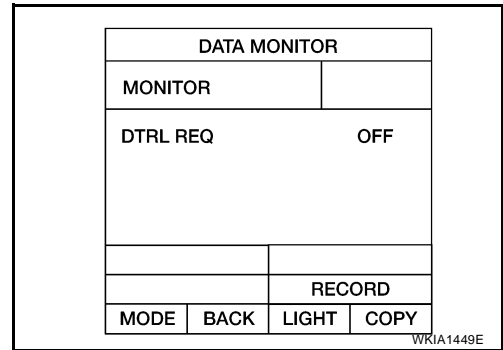 DATA MONITOR
MONITOR
DTRL REQ OFF
RECORD
MODE BACK LIGHT COPY
WKIA1449E